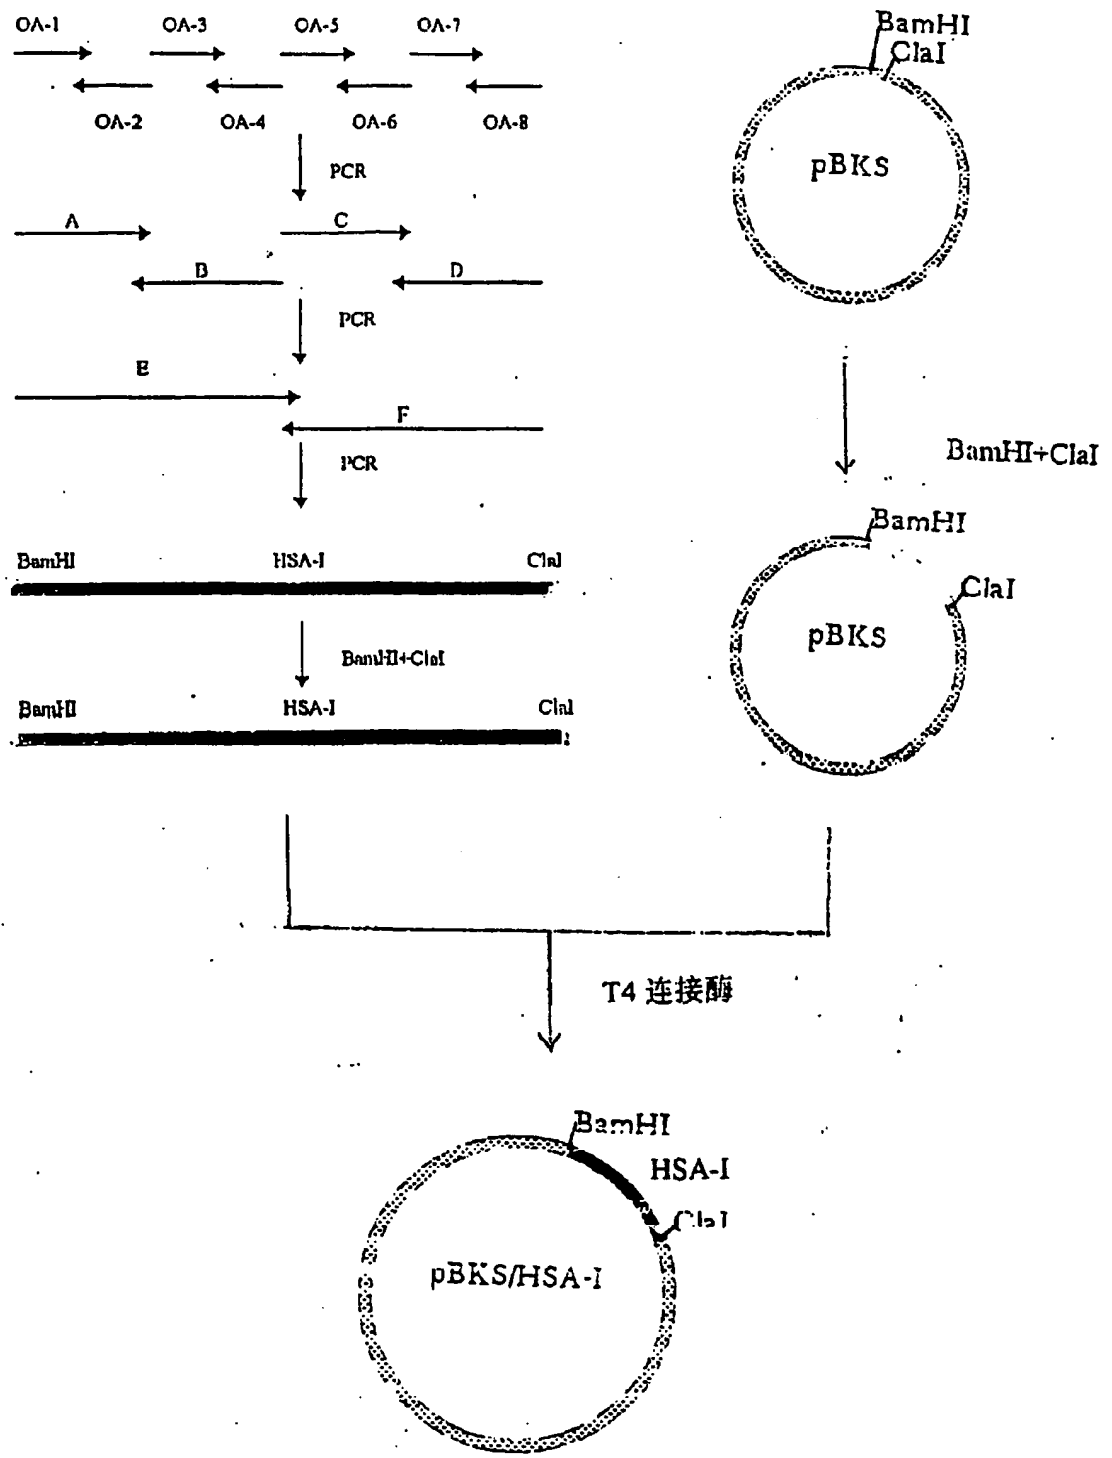 OA-1 OA-3 OA-5 OA-7
OA-2 OA-4 OA-6 OA-8
PCR
A C
B D
PCR
E
F
PCR
BamHI HSA-I ClaI
BamHI+ClaI
BamHI HSA-I ClaI
BamHI
ClaI
pBKS
BamHI+ClaI
BamHI
ClaI
pBKS
T4 连接酶
BamHI
HSA-I
ClaI
pBKS/HSA-I